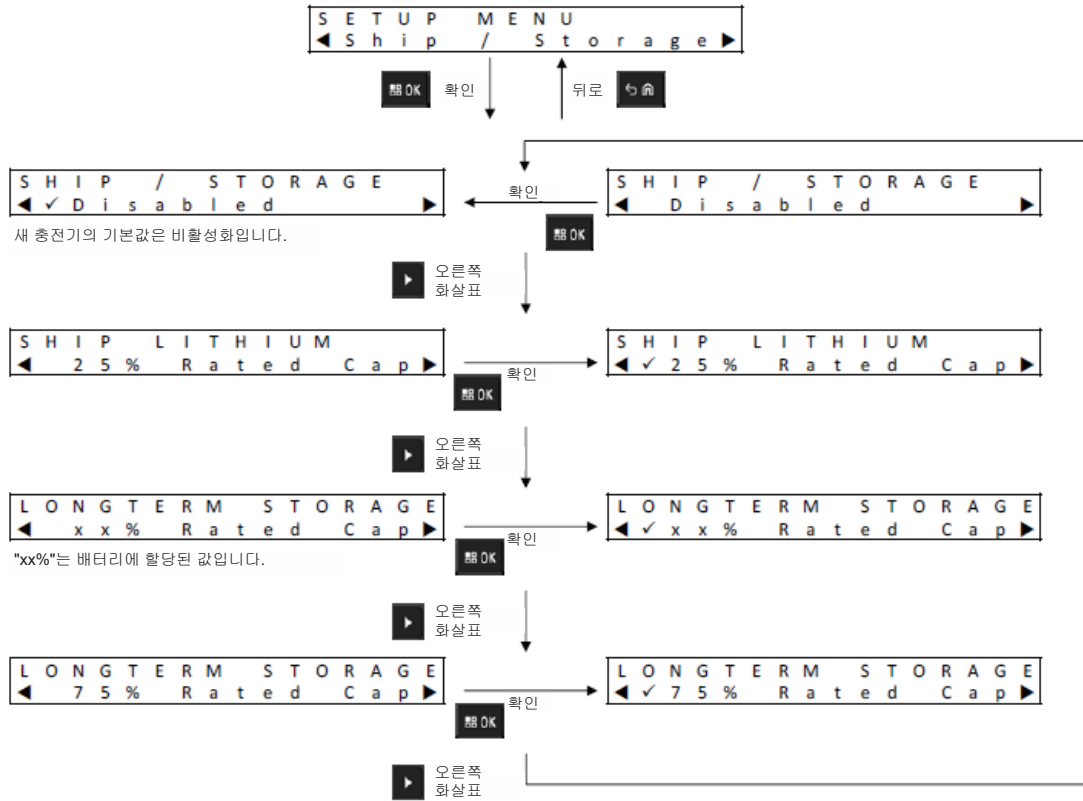 SETUP MENU
◀Ship / Storage▶
OK 확인
뒤로
SHIP / STORAGE
◀✓Disabled▶
새 충전기의 기본값은 비활성화입니다.
확인
OK
SHIP / STORAGE
◀ Disabled▶
오른쪽
화살표
SHIP LITHIUM
◀ 25% Rated Cap▶
확인
OK
SHIP LITHIUM
◀✓25% Rated Cap▶
오른쪽
화살표
LONGTERM STORAGE
◀ xx% Rated Cap▶
"xx%"는 배터리에 할당된 값입니다.
확인
OK
LONGTERM STORAGE
◀✓xx% Rated Cap▶
오른쪽
화살표
LONGTERM STORAGE
◀ 75% Rated Cap▶
확인
OK
LONGTERM STORAGE
◀✓75% Rated Cap▶
오른쪽
화살표